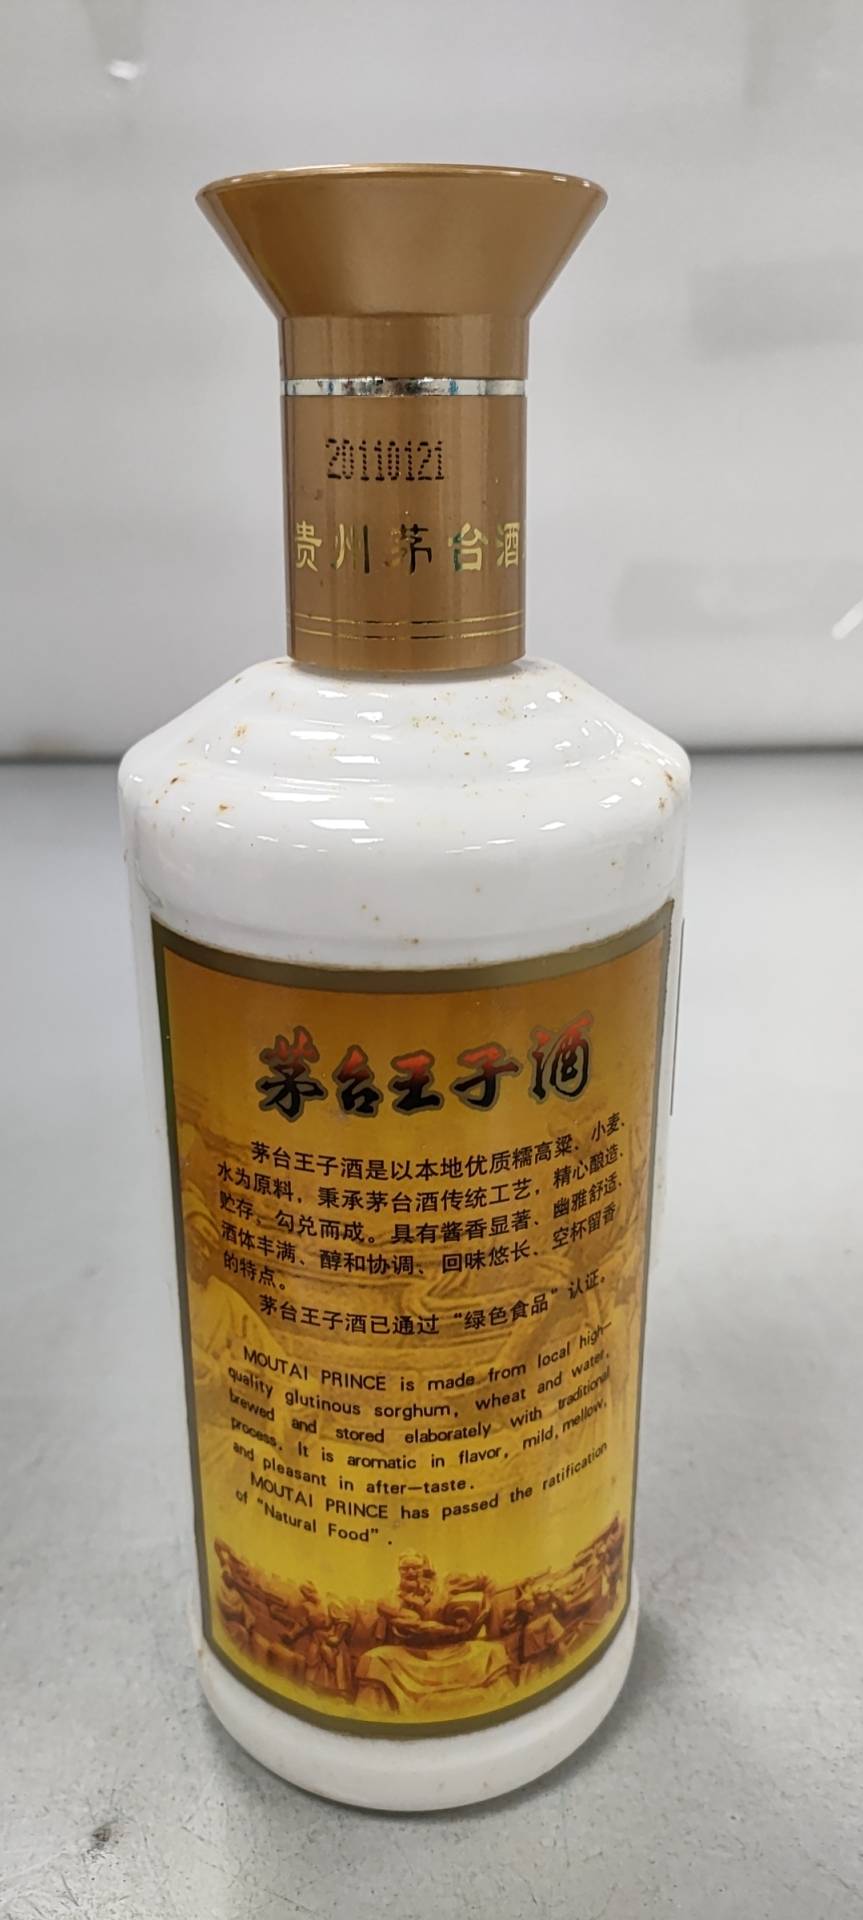 20110121
贵州茅台酒
茅台王子酒
茅台王子酒是以本地优质糯高粱、小麦、
水为原料，秉承茅台酒传统工艺，精心酿造、
贮存，勾兑而成。具有酱香显著、幽雅舒适、
酒体丰满、醇和协调、回味悠长、空杯留香
的特点。
茅台王子酒已通过“绿色食品”认证。
MOUTAI PRINCE is made from local high-
quality glutinous sorghum, wheat and water,
brewed and stored elaborately with traditional
process. It is aromatic in flavor, mild, mellow,
and pleasant in after-taste.
MOUTAI PRINCE has passed the ratification
of "Natural Food".